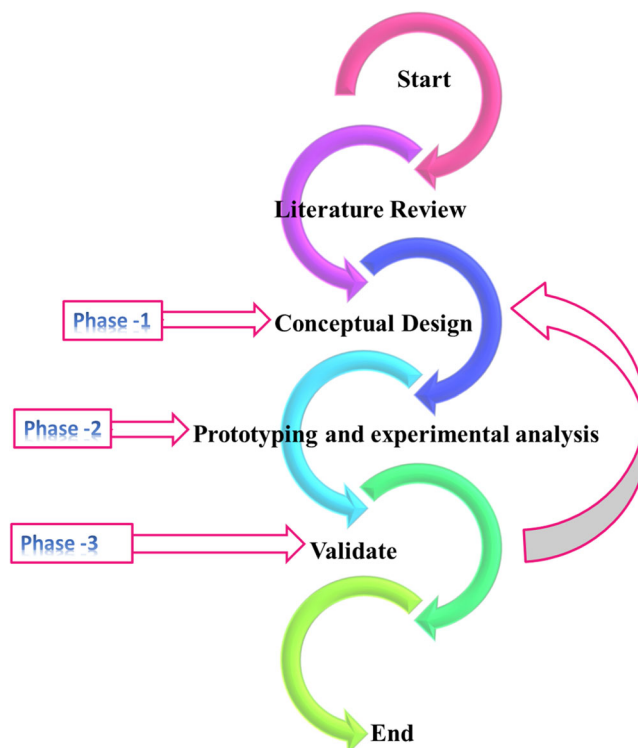 Start
Literature Review
Phase -1
Conceptual Design
Phase -2
Prototyping and experimental analysis
Phase -3
Validate
End